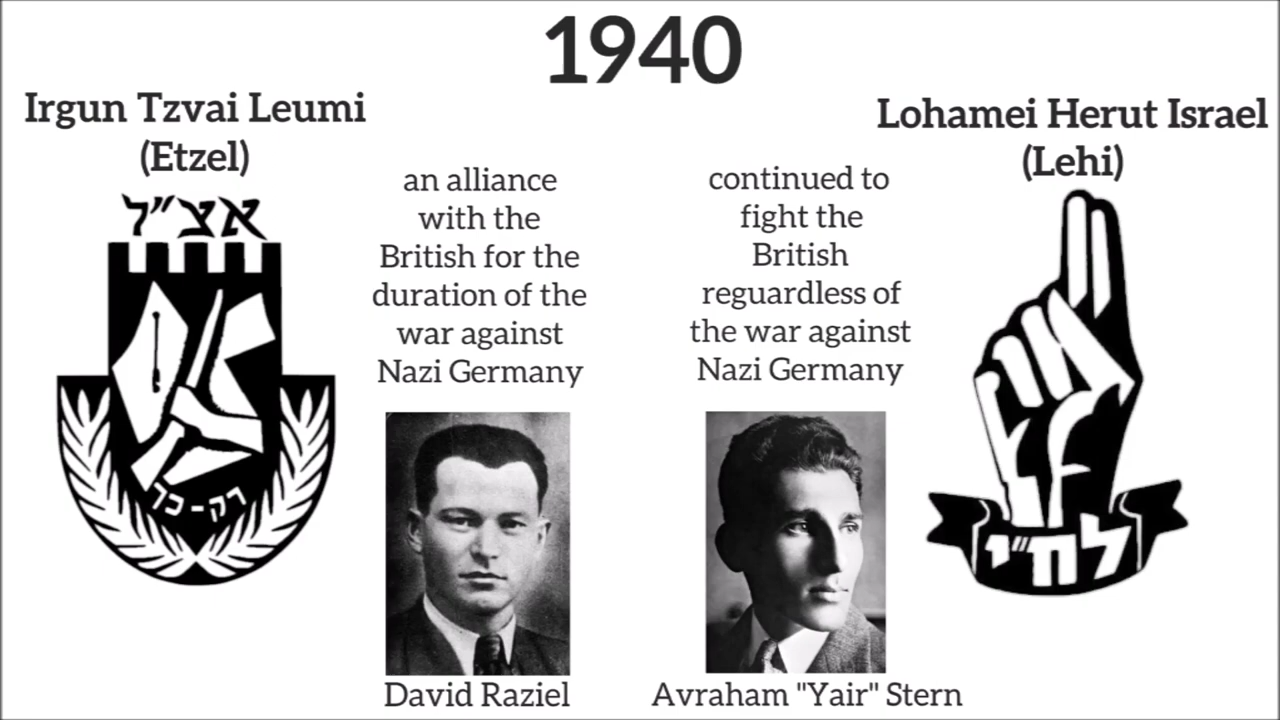 1940
Irgun Tzvai Leumi
(Etzel)
אצ״ל
רק-כך
an alliance
with the
British for the
duration of the
war against
Nazi Germany
David Raziel
continued to
fight the
British
reguardless of
the war against
Nazi Germany
Avraham "Yair" Stern
Lohamei Herut Israel
(Lehi)
לח״י